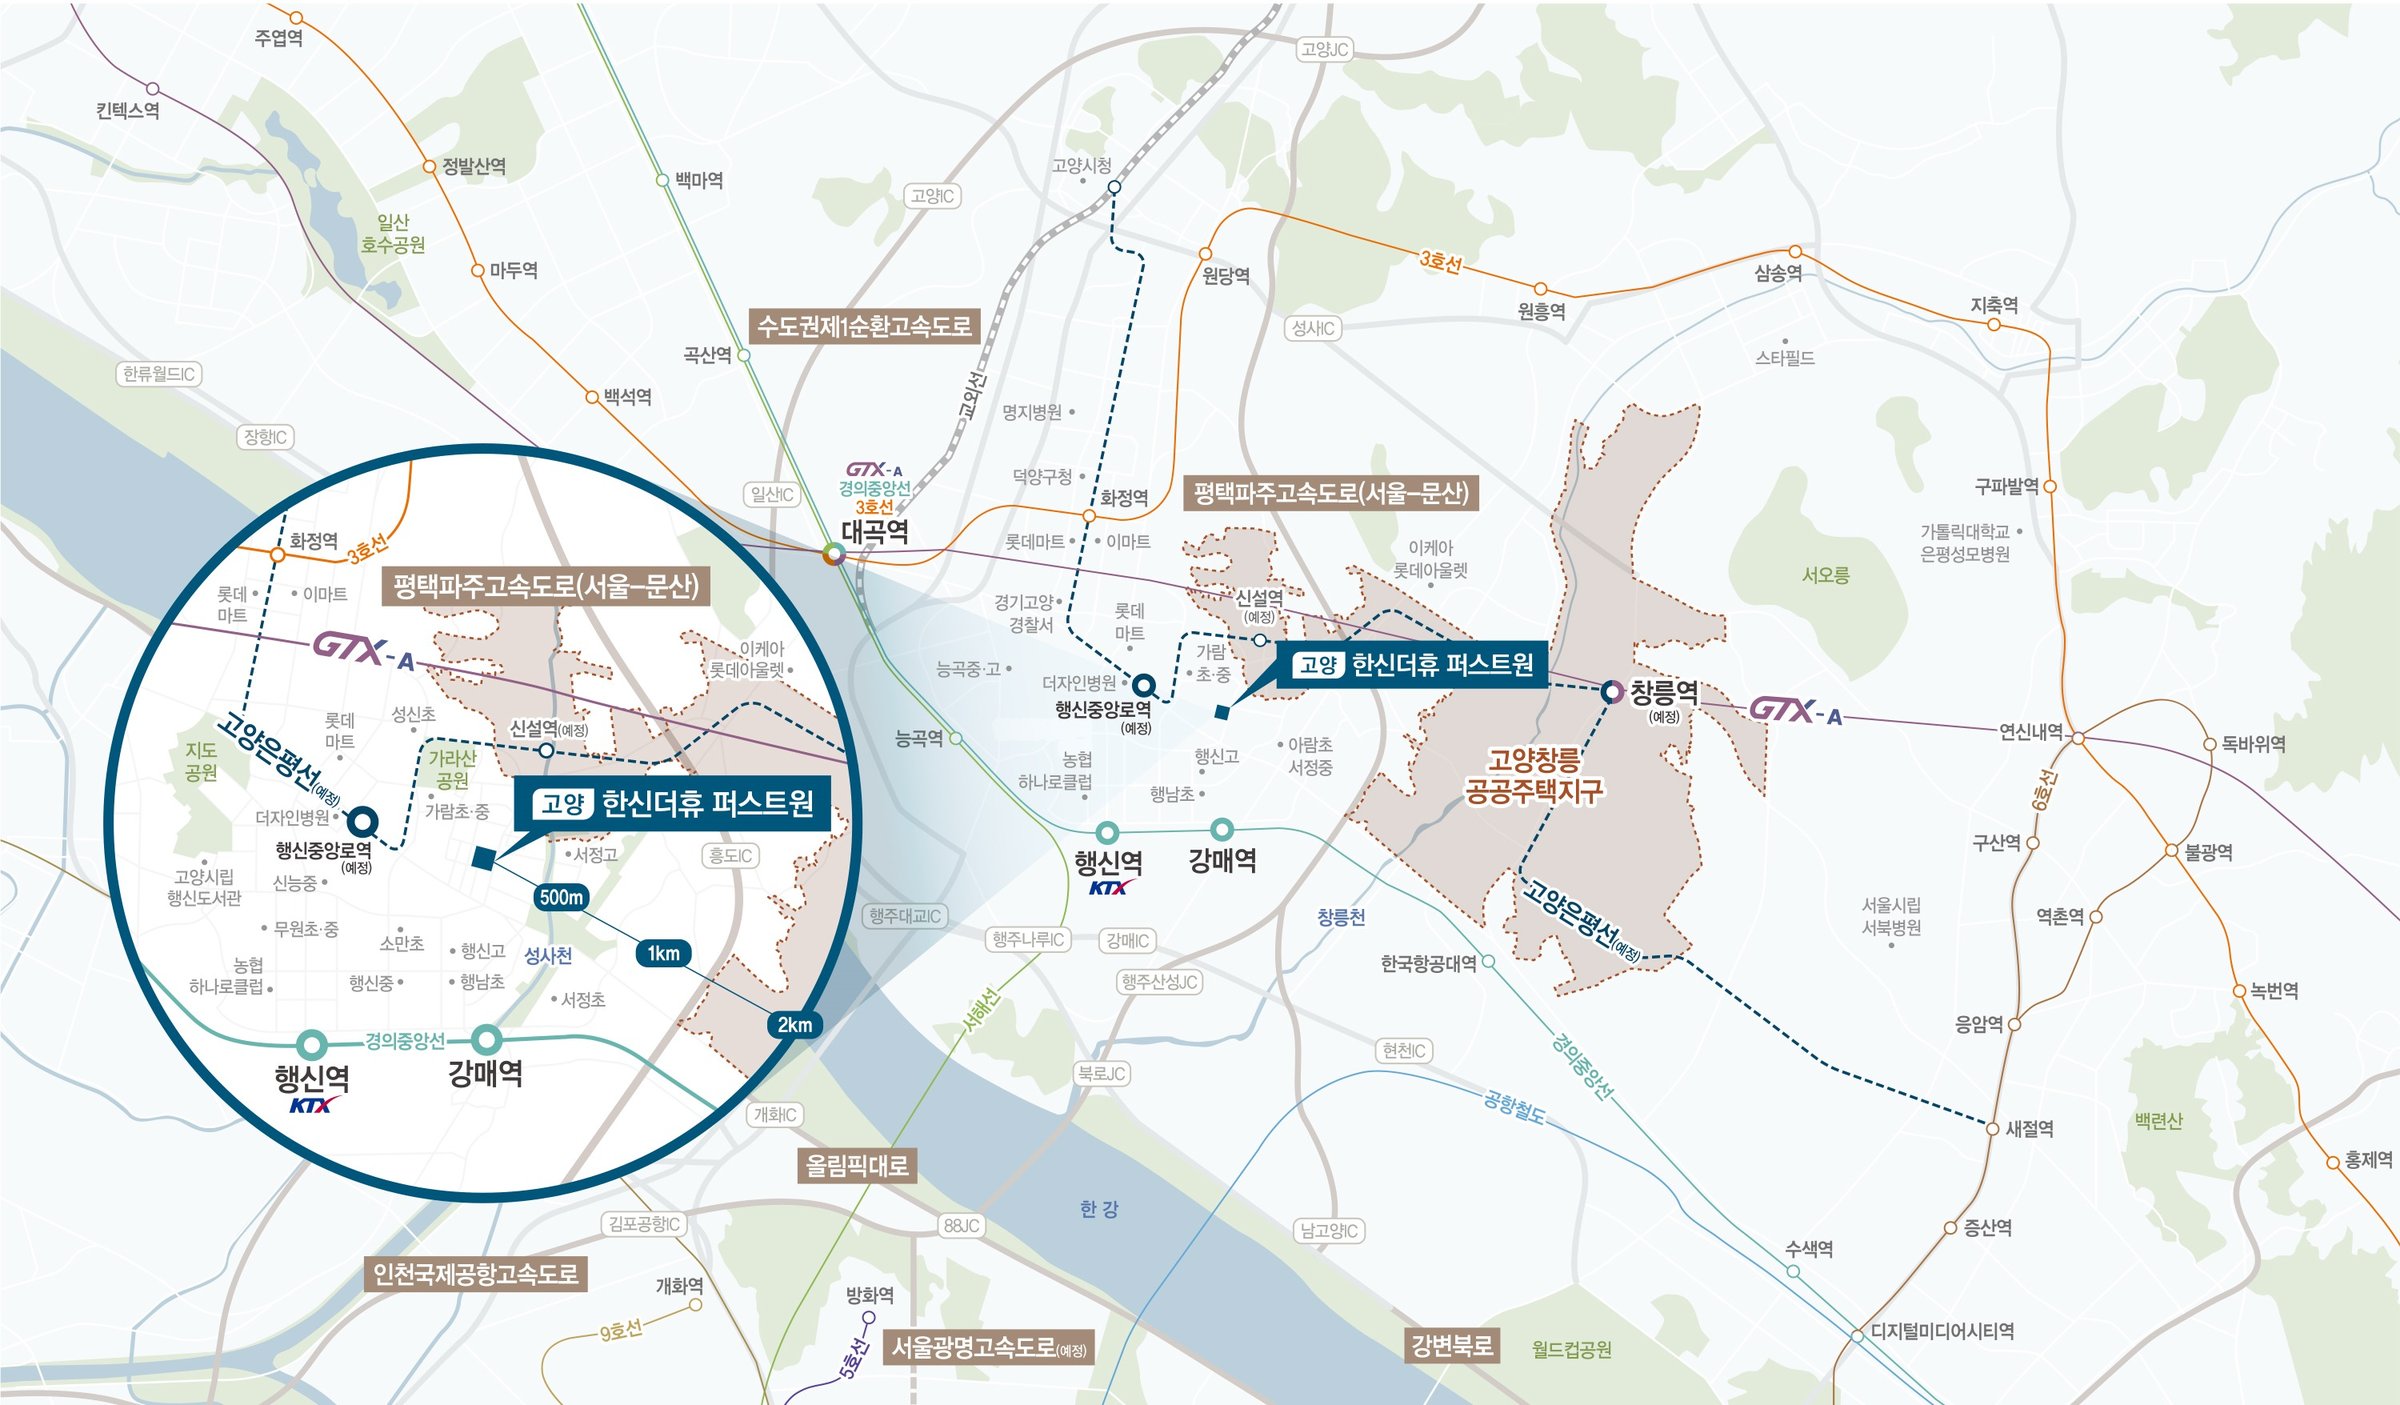 주엽역
킨텍스역
정발산역
일산
호수공원
마두역
백마역
곡산역
백석역
한류월드IC
장항IC
일산IC
고양IC
고양JC
고양시청
수도권제1순환고속도로
교외선
원당역
3호선
원흥역
삼송역
지축역
스타필드
성사IC
명지병원
덕양구청
화정역
롯데마트
이마트
평택파주고속도로(서울–문산)
GTX-A
경의중앙선
3호선
대곡역
구파발역
가톨릭대학교
은평성모병원
서오릉
이케아
롯데아울렛
경기고양
경찰서
롯데
마트
신설역
(예정)
가람
초·중
능곡중·고
더자인병원
행신중앙로역
(예정)
고양 한신더휴 퍼스트원
창릉역
(예정)
GTX-A
고양창릉
공공주택지구
연신내역
독바위역
6호선
구산역
불광역
역촌역
서울시립
서북병원
능곡역
농협
하나로클럽
행신고
행남초
아람초
서정중
행신역
KTX
강매역
고양은평선(예정)
창릉천
한국항공대역
행주대교IC
행주나루IC
강매IC
행주산성JC
서해선
북로JC
현천IC
경의중앙선
공항철도
응암역
녹번역
새절역
백련산
홍제역
증산역
수색역
디지털미디어시티역
월드컵공원
강변북로
남고양IC
한 강
88JC
올림픽대로
개화IC
김포공항IC
인천국제공항고속도로
개화역
9호선
방화역
5호선
서울광명고속도로(예정)
화정역
3호선
롯데
마트
이마트
평택파주고속도로(서울–문산)
GTX-A
이케아
롯데아울렛
고양은평선(예정)
지도
공원
롯데
마트
성신초
신설역(예정)
가라산
공원
가람초·중
고양 한신더휴 퍼스트원
더자인병원
행신중앙로역
(예정)
서정고
흥도IC
고양시립
행신도서관
신능중
500m
무원초·중
소만초
행신고
성사천
1km
농협
하나로클럽
행신중
행남초
서정초
2km
경의중앙선
행신역
KTX
강매역